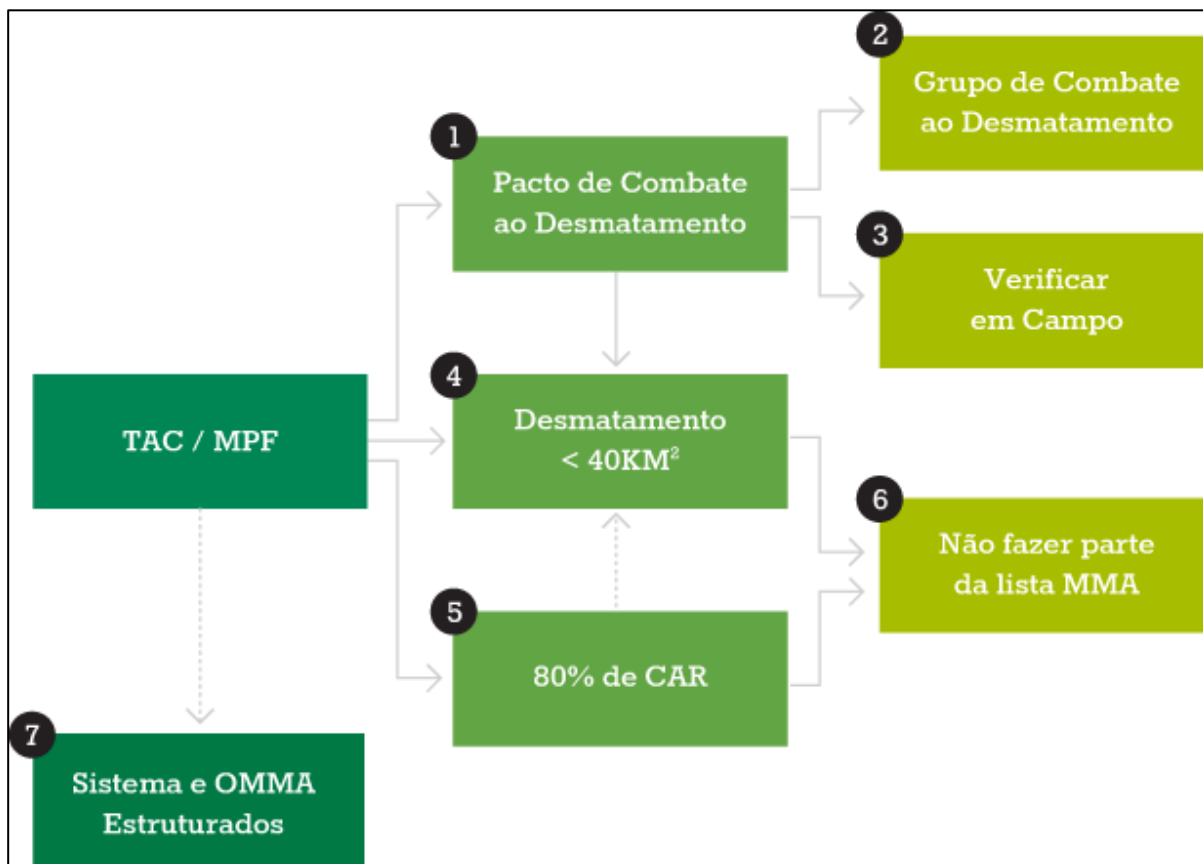 2
Grupo de Combate
ao Desmatamento
1
Pacto de Combate
ao Desmatamento
3
Verificar
em Campo
TAC / MPF
4
Desmatamento
< 40KM²
6
Não fazer parte
da lista MMA
5
80% de CAR
7
Sistema e OMMA
Estruturados